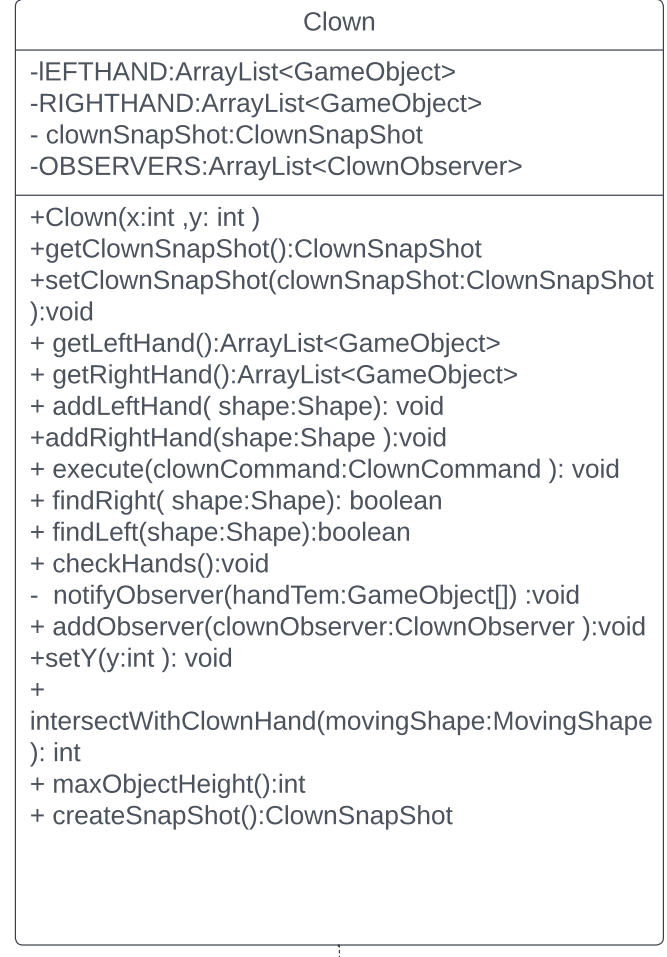 Clown
-lEFTHAND:ArrayList<GameObject>
-RIGHTHAND:ArrayList<GameObject>
- clownSnapShot:ClownSnapShot
-OBSERVERS:ArrayList<ClownObserver>
+Clown(x:int ,y: int )
+getClownSnapShot():ClownSnapShot
+setClownSnapShot(clownSnapShot:ClownSnapShot
):void
+ getLeftHand():ArrayList<GameObject>
+ getRightHand():ArrayList<GameObject>
+ addLeftHand( shape:Shape): void
+addRightHand(shape:Shape ):void
+ execute(clownCommand:ClownCommand ): void
+ findRight( shape:Shape): boolean
+ findLeft(shape:Shape):boolean
+ checkHands():void
-  notifyObserver(handTem:GameObject[]) :void
+ addObserver(clownObserver:ClownObserver ):void
+setY(y:int ): void
+
intersectWithClownHand(movingShape:MovingShape
): int
+ maxObjectHeight():int
+ createSnapShot():ClownSnapShot